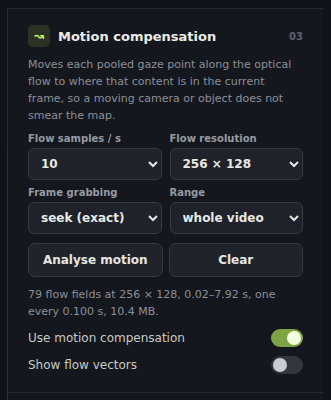 Motion compensation 03
Moves each pooled gaze point along the optical
flow to where that content is in the current
frame, so a moving camera or object does not
smear the map.
Flow samples / s Flow resolution
10 256 × 128
Frame grabbing Range
seek (exact) whole video
Analyse motion Clear
79 flow fields at 256 × 128, 0.02–7.92 s, one
every 0.100 s, 10.4 MB.
Use motion compensation
Show flow vectors